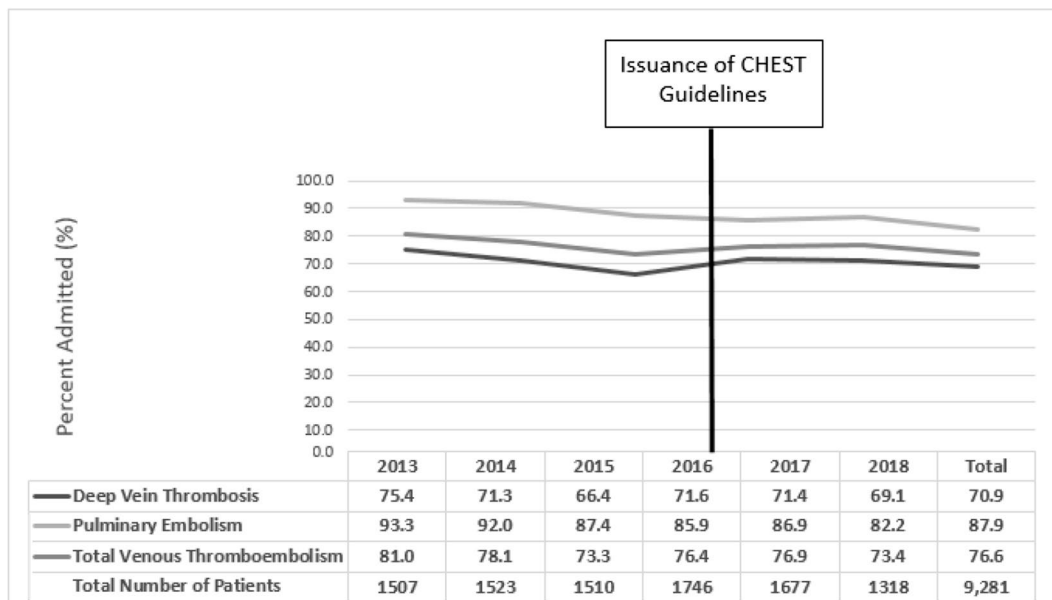 Issuance of CHEST
Guidelines
Percent Admitted (%)
100.0
90.0
80.0
70.0
60.0
50.0
40.0
30.0
20.0
10.0
0.0
2013 2014 2015 2016 2017 2018 Total
Deep Vein Thrombosis 75.4 71.3 66.4 71.6 71.4 69.1 70.9
Pulminary Embolism 93.3 92.0 87.4 85.9 86.9 82.2 87.9
Total Venous Thromboembolism 81.0 78.1 73.3 76.4 76.9 73.4 76.6
Total Number of Patients 1507 1523 1510 1746 1677 1318 9,281